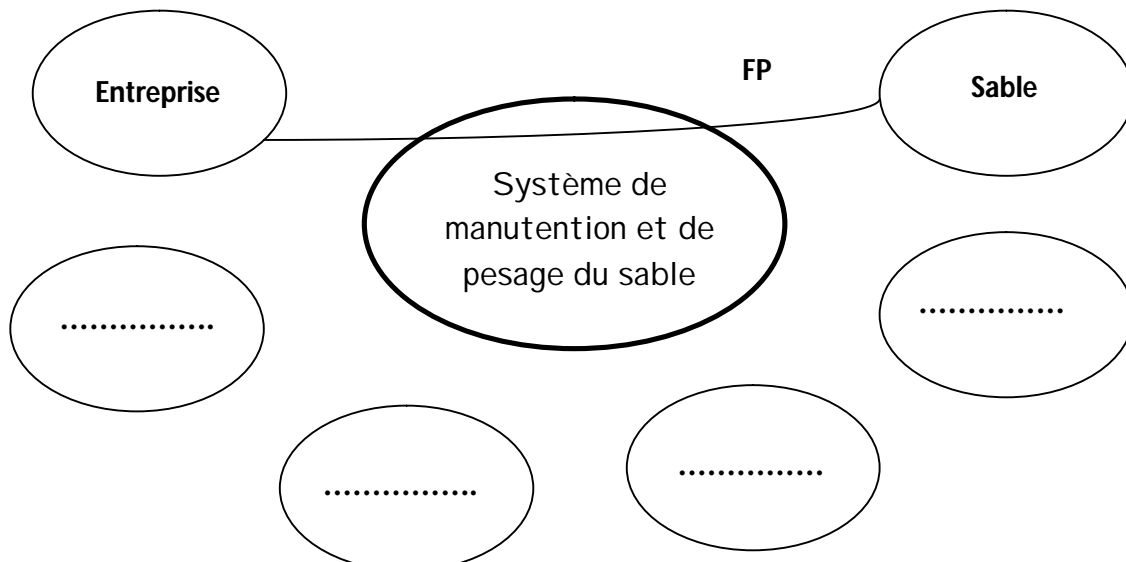 Entreprise
FP
Sable
Système de
manutention et de
pesage du sable
................
...............
................
...............